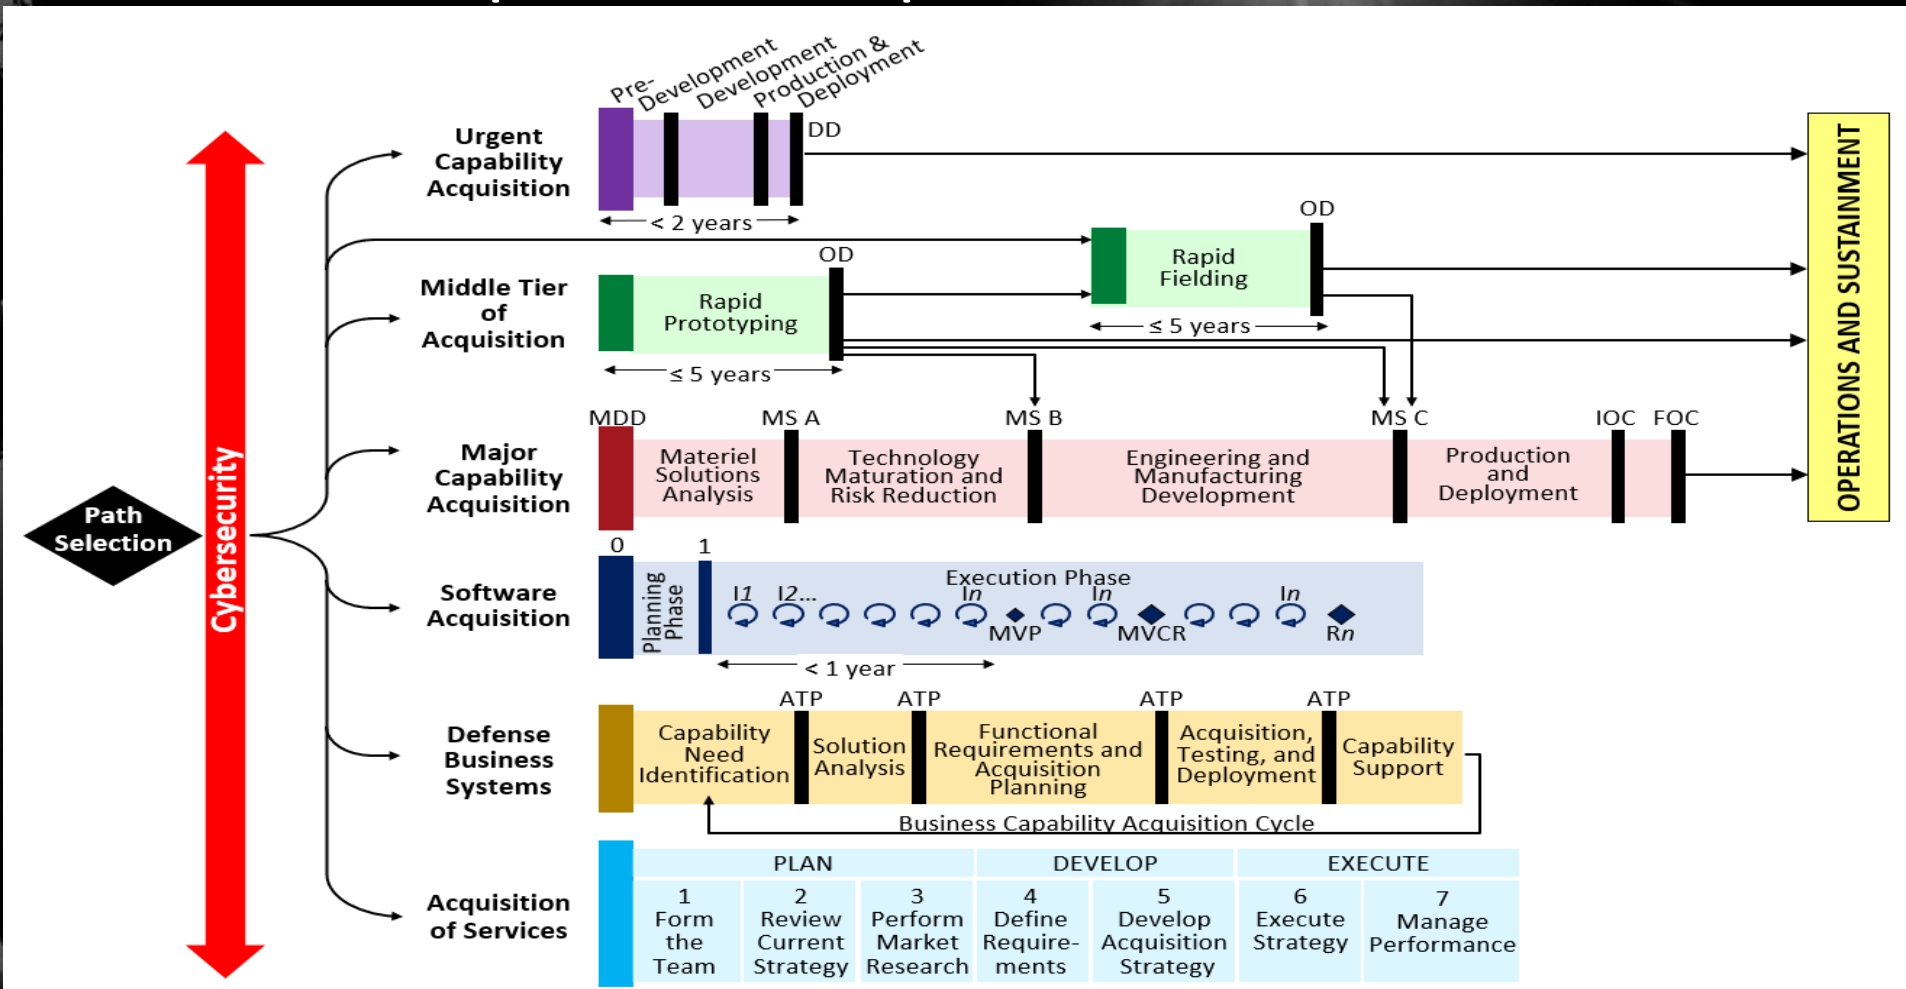 Pre-
Development
Development
Production &
Deployment
DD
Urgent
Capability
Acquisition
< 2 years
OD
Rapid
Fielding
≤ 5 years
OD
Middle Tier
of
Acquisition
Rapid
Prototyping
≤ 5 years
MDD
MS A
MS B
MS C
IOC
FOC
Major
Capability
Acquisition
Materiel
Solutions
Analysis
Technology
Maturation and
Risk Reduction
Engineering and
Manufacturing
Development
Production
and
Deployment
OPERATIONS AND SUSTAINMENT
Path
Selection
Cybersecurity
0
1
Software
Acquisition
Planning
Phase
Execution Phase
I1
I2...
In
In
In
MVP
MVCR
Rn
< 1 year
ATP
ATP
ATP
ATP
Defense
Business
Systems
Capability
Need
Identification
Solution
Analysis
Functional
Requirements and
Acquisition
Planning
Acquisition,
Testing, and
Deployment
Capability
Support
Business Capability Acquisition Cycle
Acquisition
of Services
PLAN
DEVELOP
EXECUTE
1
Form
the
Team
2
Review
Current
Strategy
3
Perform
Market
Research
4
Define
Require-
ments
5
Develop
Acquisition
Strategy
6
Execute
Strategy
7
Manage
Performance